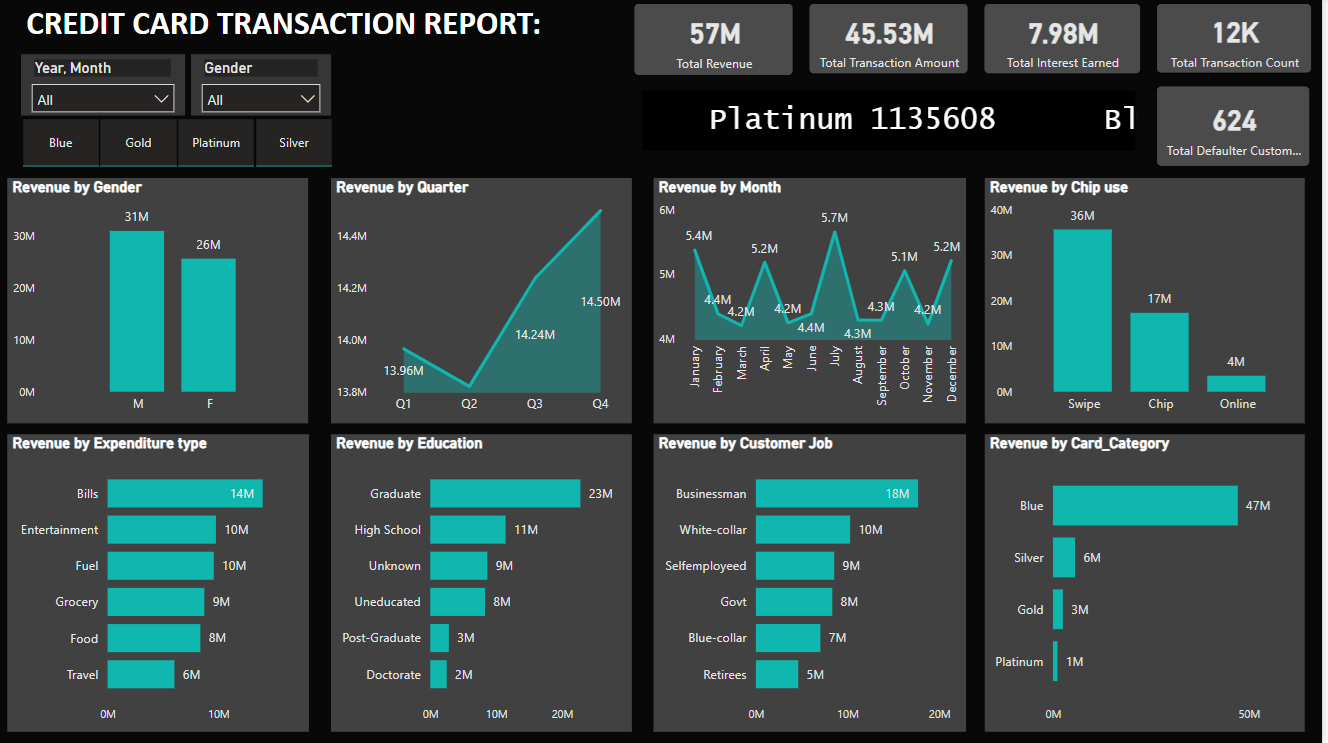 CREDIT CARD TRANSACTION REPORT:
57M
Total Revenue
45.53M
Total Transaction Amount
7.98M
Total Interest Earned
12K
Total Transaction Count
Year, Month
All
Gender
All
Platinum 1135608 Bl
624
Total Defaulter Custom...
Blue Gold Platinum Silver
Revenue by Gender
31M
26M
30M
20M
10M
0M
M F
Revenue by Quarter
14.4M
14.2M
14.0M
13.8M
13.96M
14.24M
14.50M
Q1 Q2 Q3 Q4
Revenue by Month
6M
5M
4M
5.4M
4.4M
4.2M
5.2M
4.2M
4.4M
5.7M
4.3M
4.3M
5.1M
4.2M
5.2M
January
February
March
April
May
June
July
August
September
October
November
December
Revenue by Chip use
40M
30M
20M
10M
0M
36M
17M
4M
Swipe Chip Online
Revenue by Expenditure type
Bills 14M
Entertainment 10M
Fuel 10M
Grocery 9M
Food 8M
Travel 6M
0M 10M
Revenue by Education
Graduate 23M
High School 11M
Unknown 9M
Uneducated 8M
Post-Graduate 3M
Doctorate 2M
0M 10M 20M
Revenue by Customer Job
Businessman 18M
White-collar 10M
Selfemployeed 9M
Govt 8M
Blue-collar 7M
Retirees 5M
0M 10M 20M
Revenue by Card_Category
Blue 47M
Silver 6M
Gold 3M
Platinum 1M
0M 50M